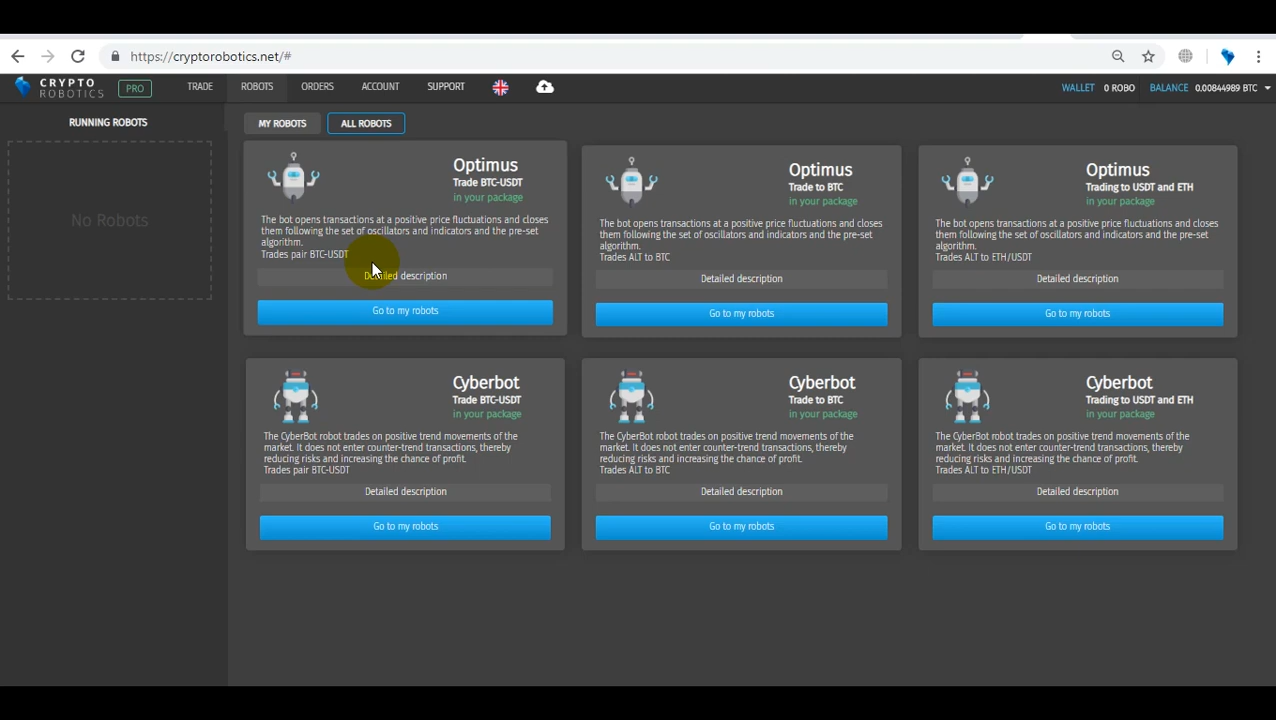 https://cryptorobotics.net/#
CRYPTO
ROBOTICS
PRO
TRADE
ROBOTS
ORDERS
ACCOUNT
SUPPORT
WALLET 0 ROBO
BALANCE 0.00844989 BTC
RUNNING ROBOTS
No Robots
MY ROBOTS
ALL ROBOTS
Optimus
Trade BTC-USDT
in your package
The bot opens transactions at a positive price fluctuations and closes
them following the set of oscillators and indicators and the pre-set
algorithm.
Trades pair BTC-USDT
Detailed description
Go to my robots
Optimus
Trade to BTC
in your package
The bot opens transactions at a positive price fluctuations and closes
them following the set of oscillators and indicators and the pre-set
algorithm.
Trades ALT to BTC
Detailed description
Go to my robots
Optimus
Trading to USDT and ETH
in your package
The bot opens transactions at a positive price fluctuations and closes
them following the set of oscillators and indicators and the pre-set
algorithm.
Trades ALT to ETH/USDT
Detailed description
Go to my robots
Cyberbot
Trade BTC-USDT
in your package
The CyberBot robot trades on positive trend movements of the
market. It does not enter counter-trend transactions, thereby
reducing risks and increasing the chance of profit.
Trades pair BTC-USDT
Detailed description
Go to my robots
Cyberbot
Trade to BTC
in your package
The CyberBot robot trades on positive trend movements of the
market. It does not enter counter-trend transactions, thereby
reducing risks and increasing the chance of profit.
Trades ALT to BTC
Detailed description
Go to my robots
Cyberbot
Trading to USDT and ETH
in your package
The CyberBot robot trades on positive trend movements of the
market. It does not enter counter-trend transactions, thereby
reducing risks and increasing the chance of profit.
Trades ALT to ETH/USDT
Detailed description
Go to my robots